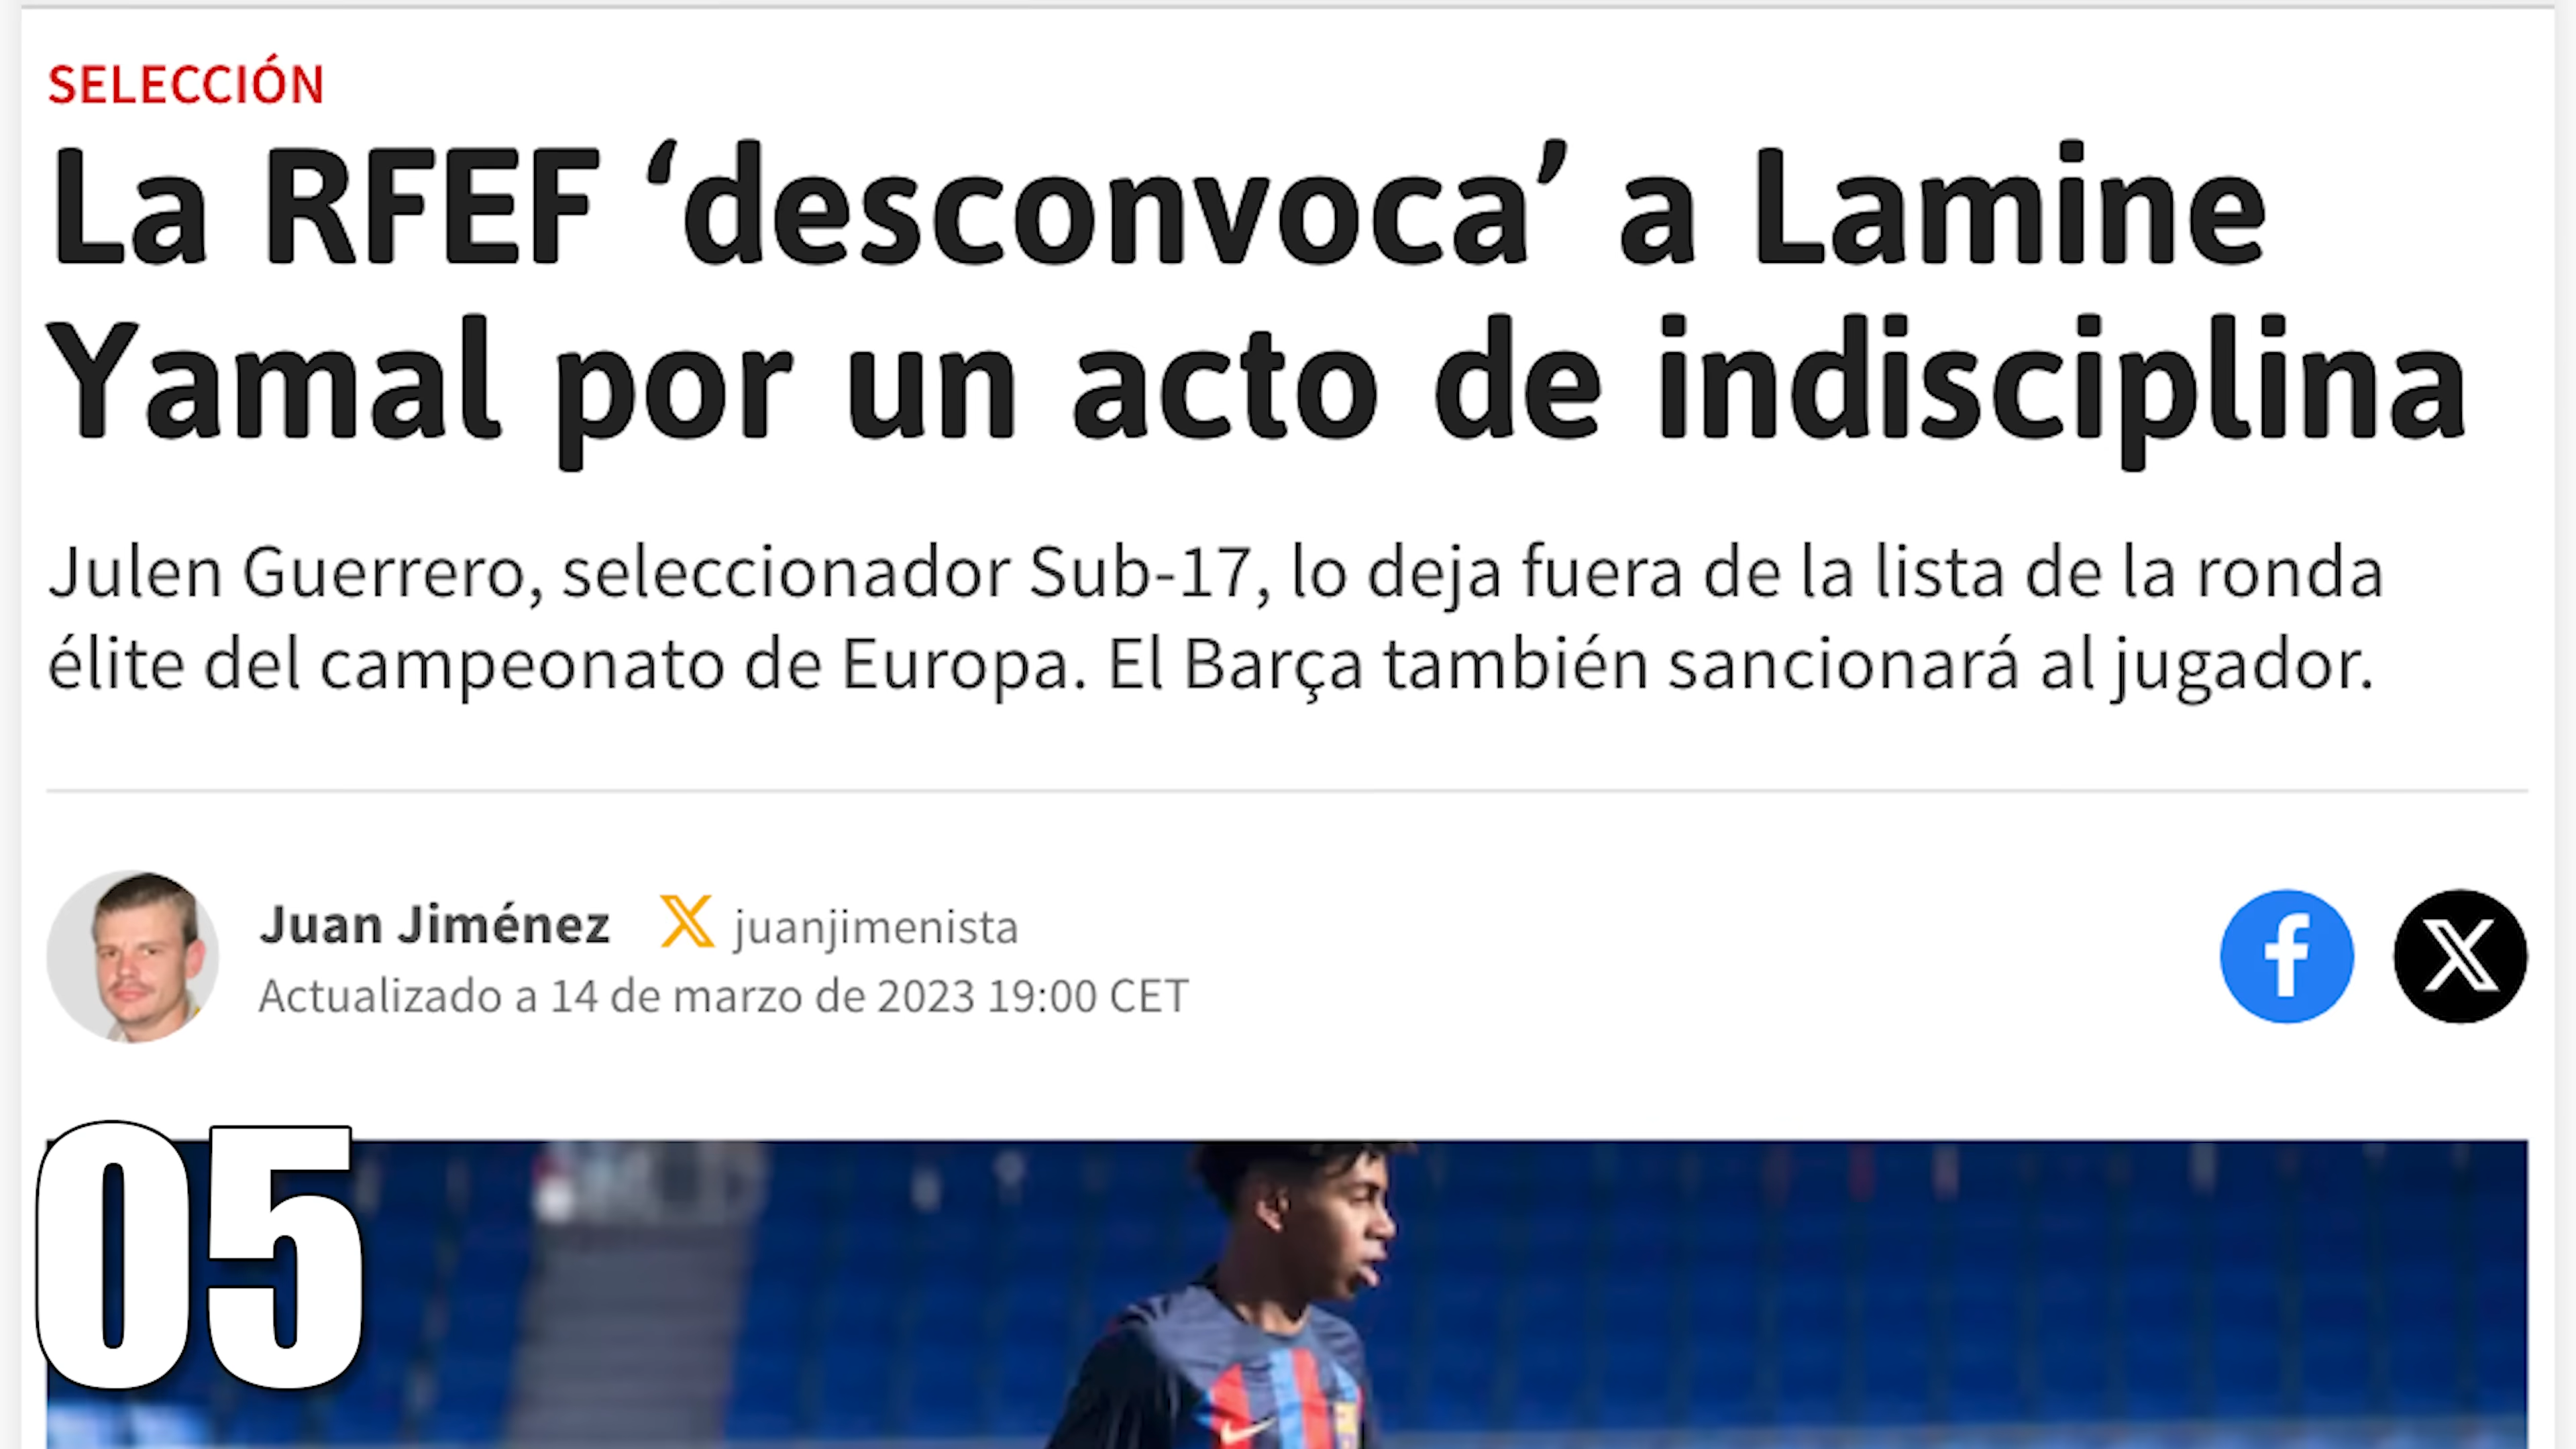 SELECCIÓN
La RFEF ‘desconvoca’ a Lamine
Yamal por un acto de indisciplina
Julen Guerrero, seleccionador Sub-17, lo deja fuera de la lista de la ronda
élite del campeonato de Europa. El Barça también sancionará al jugador.
Juan Jiménez juanjimenista
Actualizado a 14 de marzo de 2023 19:00 CET
05